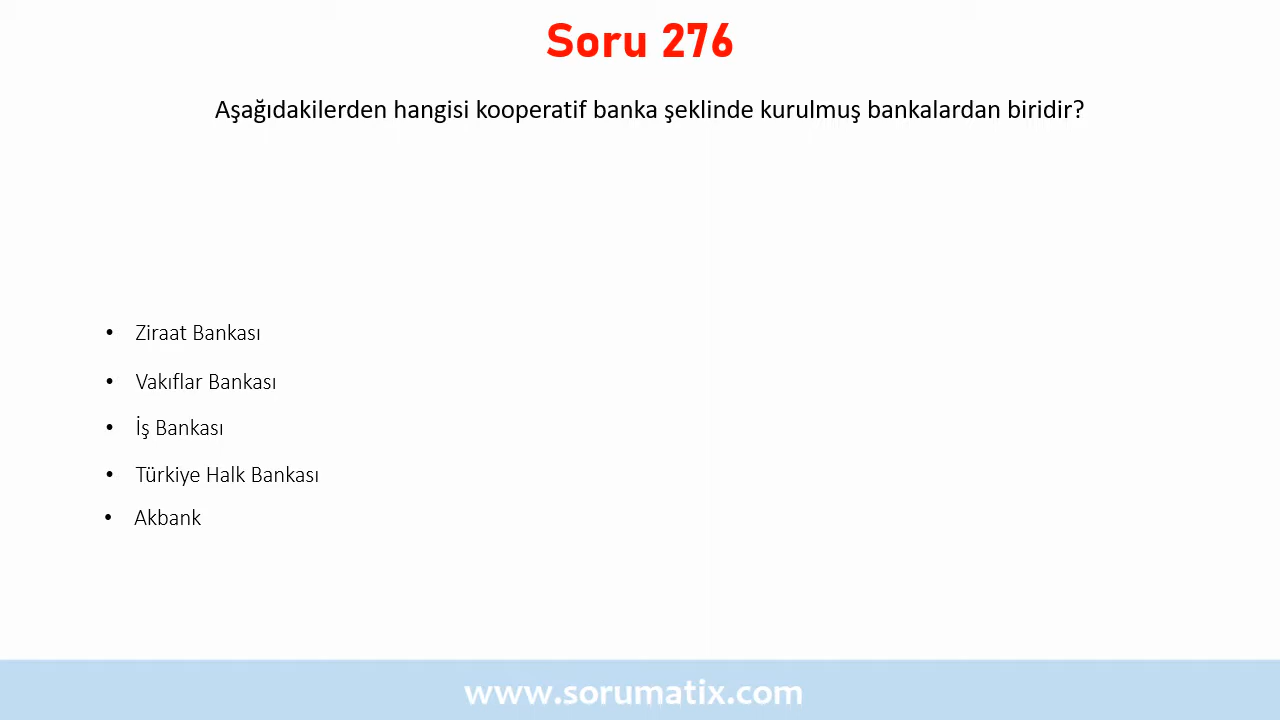 Soru 276
Aşağıdakilerden hangisi kooperatif banka şeklinde kurulmuş bankalardan biridir?
• Ziraat Bankası
• Vakıflar Bankası
• İş Bankası
• Türkiye Halk Bankası
• Akbank
www.sorumatix.com